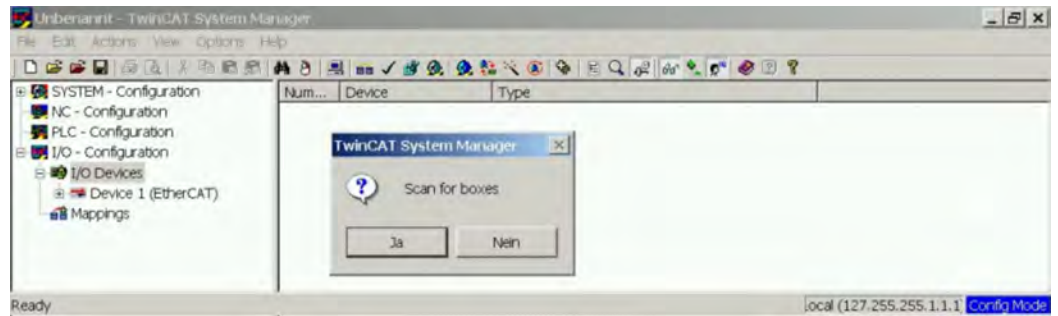 Unbenannt - TwinCAT System Manager
File Edit Actions View Options Help
SYSTEM - Configuration
NC - Configuration
PLC - Configuration
I/O - Configuration
I/O Devices
Device 1 (EtherCAT)
Mappings
Num... Device Type
TwinCAT System Manager
Scan for boxes
Ja Nein
Ready
ocal (127.255.255.1.1.1) Config Mode